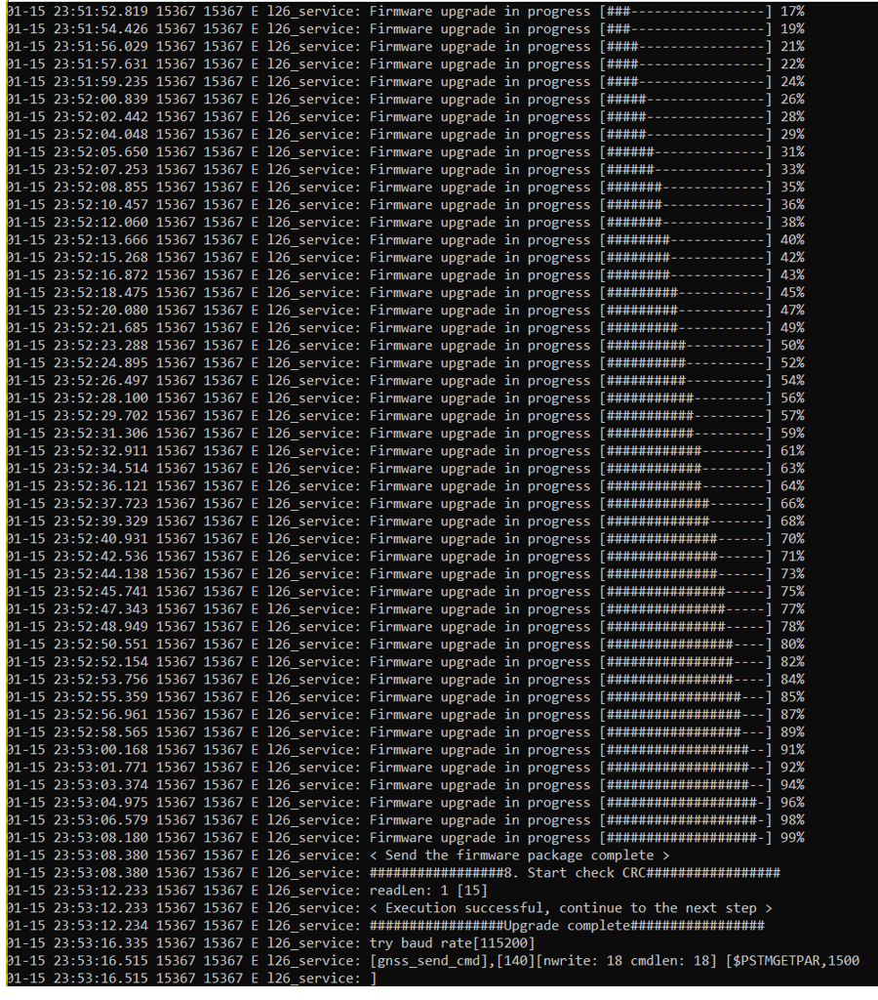 01-15 23:51:52.819 15367 15367 E l26_service: Firmware upgrade in progress [###-----------------] 17%
01-15 23:51:54.426 15367 15367 E l26_service: Firmware upgrade in progress [###-----------------] 19%
01-15 23:51:56.029 15367 15367 E l26_service: Firmware upgrade in progress [####----------------] 21%
01-15 23:51:57.631 15367 15367 E l26_service: Firmware upgrade in progress [####----------------] 22%
01-15 23:51:59.235 15367 15367 E l26_service: Firmware upgrade in progress [####----------------] 24%
01-15 23:52:00.839 15367 15367 E l26_service: Firmware upgrade in progress [#####---------------] 26%
01-15 23:52:02.442 15367 15367 E l26_service: Firmware upgrade in progress [#####---------------] 28%
01-15 23:52:04.048 15367 15367 E l26_service: Firmware upgrade in progress [#####---------------] 29%
01-15 23:52:05.650 15367 15367 E l26_service: Firmware upgrade in progress [######--------------] 31%
01-15 23:52:07.253 15367 15367 E l26_service: Firmware upgrade in progress [######--------------] 33%
01-15 23:52:08.855 15367 15367 E l26_service: Firmware upgrade in progress [#######-------------] 35%
01-15 23:52:10.457 15367 15367 E l26_service: Firmware upgrade in progress [#######-------------] 36%
01-15 23:52:12.060 15367 15367 E l26_service: Firmware upgrade in progress [#######-------------] 38%
01-15 23:52:13.666 15367 15367 E l26_service: Firmware upgrade in progress [########------------] 40%
01-15 23:52:15.268 15367 15367 E l26_service: Firmware upgrade in progress [########------------] 42%
01-15 23:52:16.872 15367 15367 E l26_service: Firmware upgrade in progress [########------------] 43%
01-15 23:52:18.475 15367 15367 E l26_service: Firmware upgrade in progress [#########-----------] 45%
01-15 23:52:20.080 15367 15367 E l26_service: Firmware upgrade in progress [#########-----------] 47%
01-15 23:52:21.685 15367 15367 E l26_service: Firmware upgrade in progress [#########-----------] 49%
01-15 23:52:23.288 15367 15367 E l26_service: Firmware upgrade in progress [##########----------] 50%
01-15 23:52:24.895 15367 15367 E l26_service: Firmware upgrade in progress [##########----------] 52%
01-15 23:52:26.497 15367 15367 E l26_service: Firmware upgrade in progress [##########----------] 54%
01-15 23:52:28.100 15367 15367 E l26_service: Firmware upgrade in progress [###########---------] 56%
01-15 23:52:29.702 15367 15367 E l26_service: Firmware upgrade in progress [###########---------] 57%
01-15 23:52:31.306 15367 15367 E l26_service: Firmware upgrade in progress [###########---------] 59%
01-15 23:52:32.911 15367 15367 E l26_service: Firmware upgrade in progress [############--------] 61%
01-15 23:52:34.514 15367 15367 E l26_service: Firmware upgrade in progress [############--------] 63%
01-15 23:52:36.121 15367 15367 E l26_service: Firmware upgrade in progress [############--------] 64%
01-15 23:52:37.723 15367 15367 E l26_service: Firmware upgrade in progress [#############-------] 66%
01-15 23:52:39.329 15367 15367 E l26_service: Firmware upgrade in progress [#############-------] 68%
01-15 23:52:40.931 15367 15367 E l26_service: Firmware upgrade in progress [##############------] 70%
01-15 23:52:42.536 15367 15367 E l26_service: Firmware upgrade in progress [##############------] 71%
01-15 23:52:44.138 15367 15367 E l26_service: Firmware upgrade in progress [##############------] 73%
01-15 23:52:45.741 15367 15367 E l26_service: Firmware upgrade in progress [###############-----] 75%
01-15 23:52:47.343 15367 15367 E l26_service: Firmware upgrade in progress [###############-----] 77%
01-15 23:52:48.949 15367 15367 E l26_service: Firmware upgrade in progress [###############-----] 78%
01-15 23:52:50.551 15367 15367 E l26_service: Firmware upgrade in progress [################----] 80%
01-15 23:52:52.154 15367 15367 E l26_service: Firmware upgrade in progress [################----] 82%
01-15 23:52:53.756 15367 15367 E l26_service: Firmware upgrade in progress [################----] 84%
01-15 23:52:55.359 15367 15367 E l26_service: Firmware upgrade in progress [#################---] 85%
01-15 23:52:56.961 15367 15367 E l26_service: Firmware upgrade in progress [#################---] 87%
01-15 23:52:58.565 15367 15367 E l26_service: Firmware upgrade in progress [#################---] 89%
01-15 23:53:00.168 15367 15367 E l26_service: Firmware upgrade in progress [##################--] 91%
01-15 23:53:01.771 15367 15367 E l26_service: Firmware upgrade in progress [##################--] 92%
01-15 23:53:03.374 15367 15367 E l26_service: Firmware upgrade in progress [##################--] 94%
01-15 23:53:04.975 15367 15367 E l26_service: Firmware upgrade in progress [###################-] 96%
01-15 23:53:06.579 15367 15367 E l26_service: Firmware upgrade in progress [###################-] 98%
01-15 23:53:08.180 15367 15367 E l26_service: Firmware upgrade in progress [###################-] 99%
01-15 23:53:08.380 15367 15367 E l26_service: < Send the firmware package complete >
01-15 23:53:08.380 15367 15367 E l26_service: #################8. Start check CRC#################
01-15 23:53:12.233 15367 15367 E l26_service: readLen: 1 [15]
01-15 23:53:12.233 15367 15367 E l26_service: < Execution successful, continue to the next step >
01-15 23:53:12.234 15367 15367 E l26_service: #################Upgrade complete#################
01-15 23:53:16.335 15367 15367 E l26_service: try baud rate[115200]
01-15 23:53:16.515 15367 15367 E l26_service: [gnss_send_cmd],[140][nwrite: 18 cmdlen: 18] [$PSTMGETPAR,1500
01-15 23:53:16.515 15367 15367 E l26_service: ]